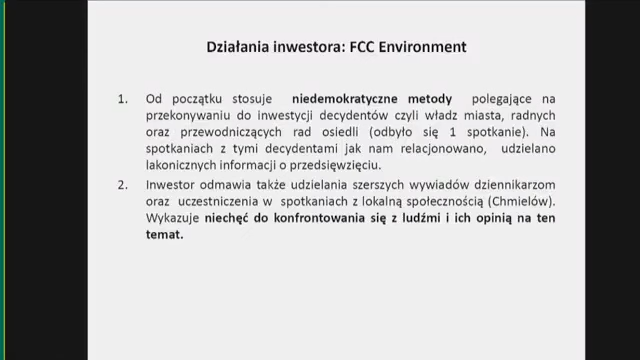 Działania inwestora: FCC Environment
1. Od początku stosuje niedemokratyczne metody polegające na
przekonywaniu do inwestycji decydentów czyli władz miasta, radnych
oraz przewodniczących rad osiedli (odbyło się 1 spotkanie). Na
spotkaniach z tymi decydentami jak nam relacjonowano, udzielano
lakonicznych informacji o przedsięwzięciu.
2. Inwestor odmawia także udzielania szerszych wywiadów dziennikarzom
oraz uczestniczenia w spotkaniach z lokalną społecznością (Chmielów).
Wykazuje niechęć do konfrontowania się z ludźmi i ich opinią na ten
temat.